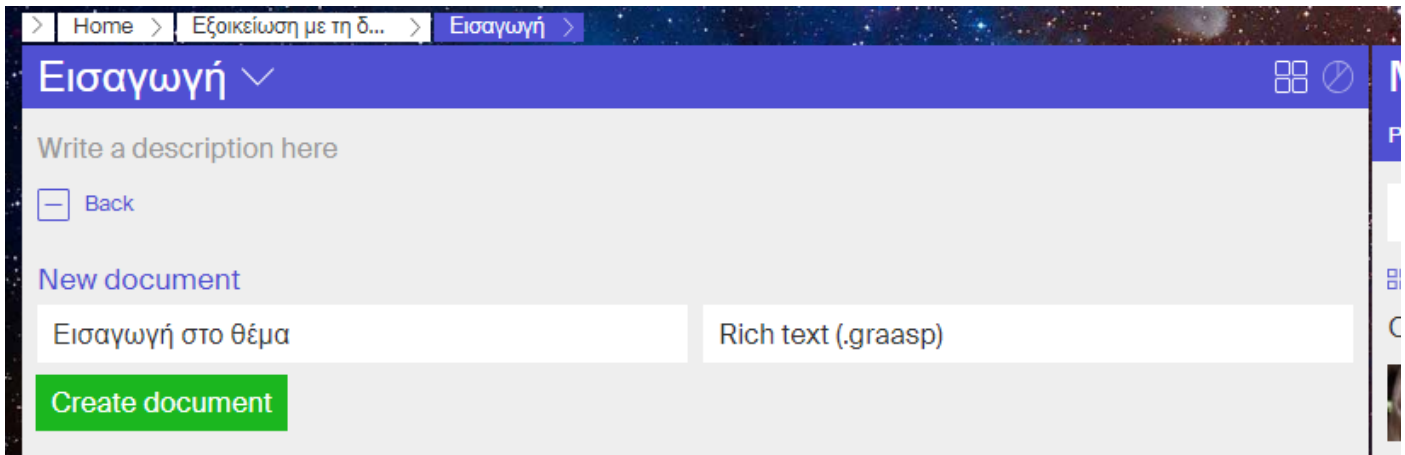 Home Εξοικείωση με τη δ... Εισαγωγή
Εισαγωγή
Write a description here
Back
New document
Εισαγωγή στο θέμα Rich text (.graasp)
Create document